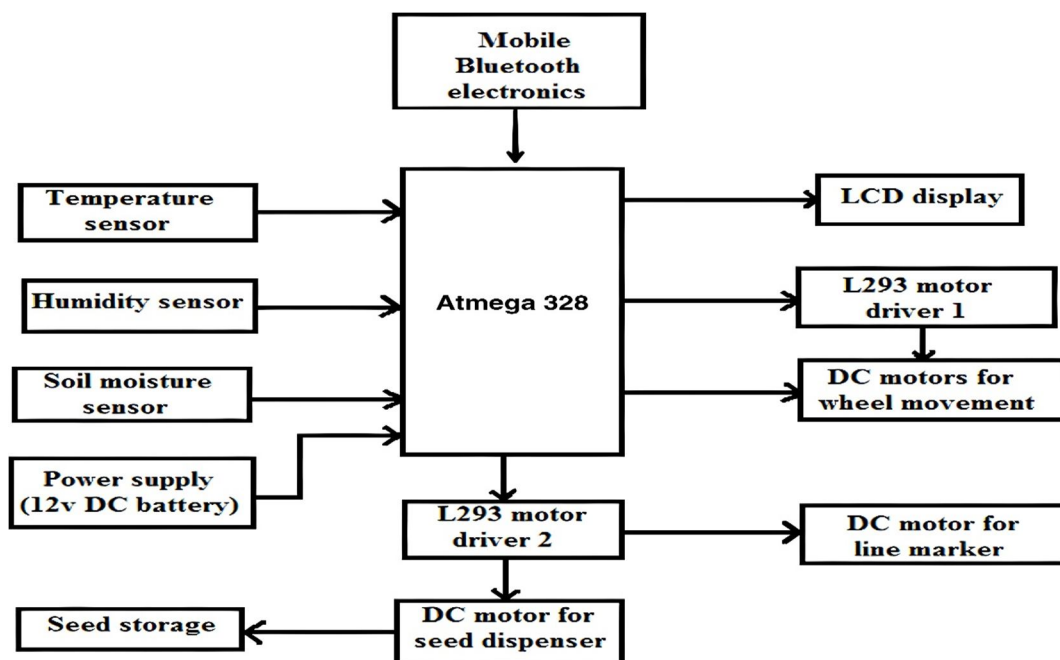 Mobile
Bluetooth
electronics
Temperature
sensor
LCD display
Humidity sensor
Atmega 328
L293 motor
driver 1
Soil moisture
sensor
DC motors for
wheel movement
Power supply
(12v DC battery)
L293 motor
driver 2
DC motor for
line marker
Seed storage
DC motor for
seed dispenser